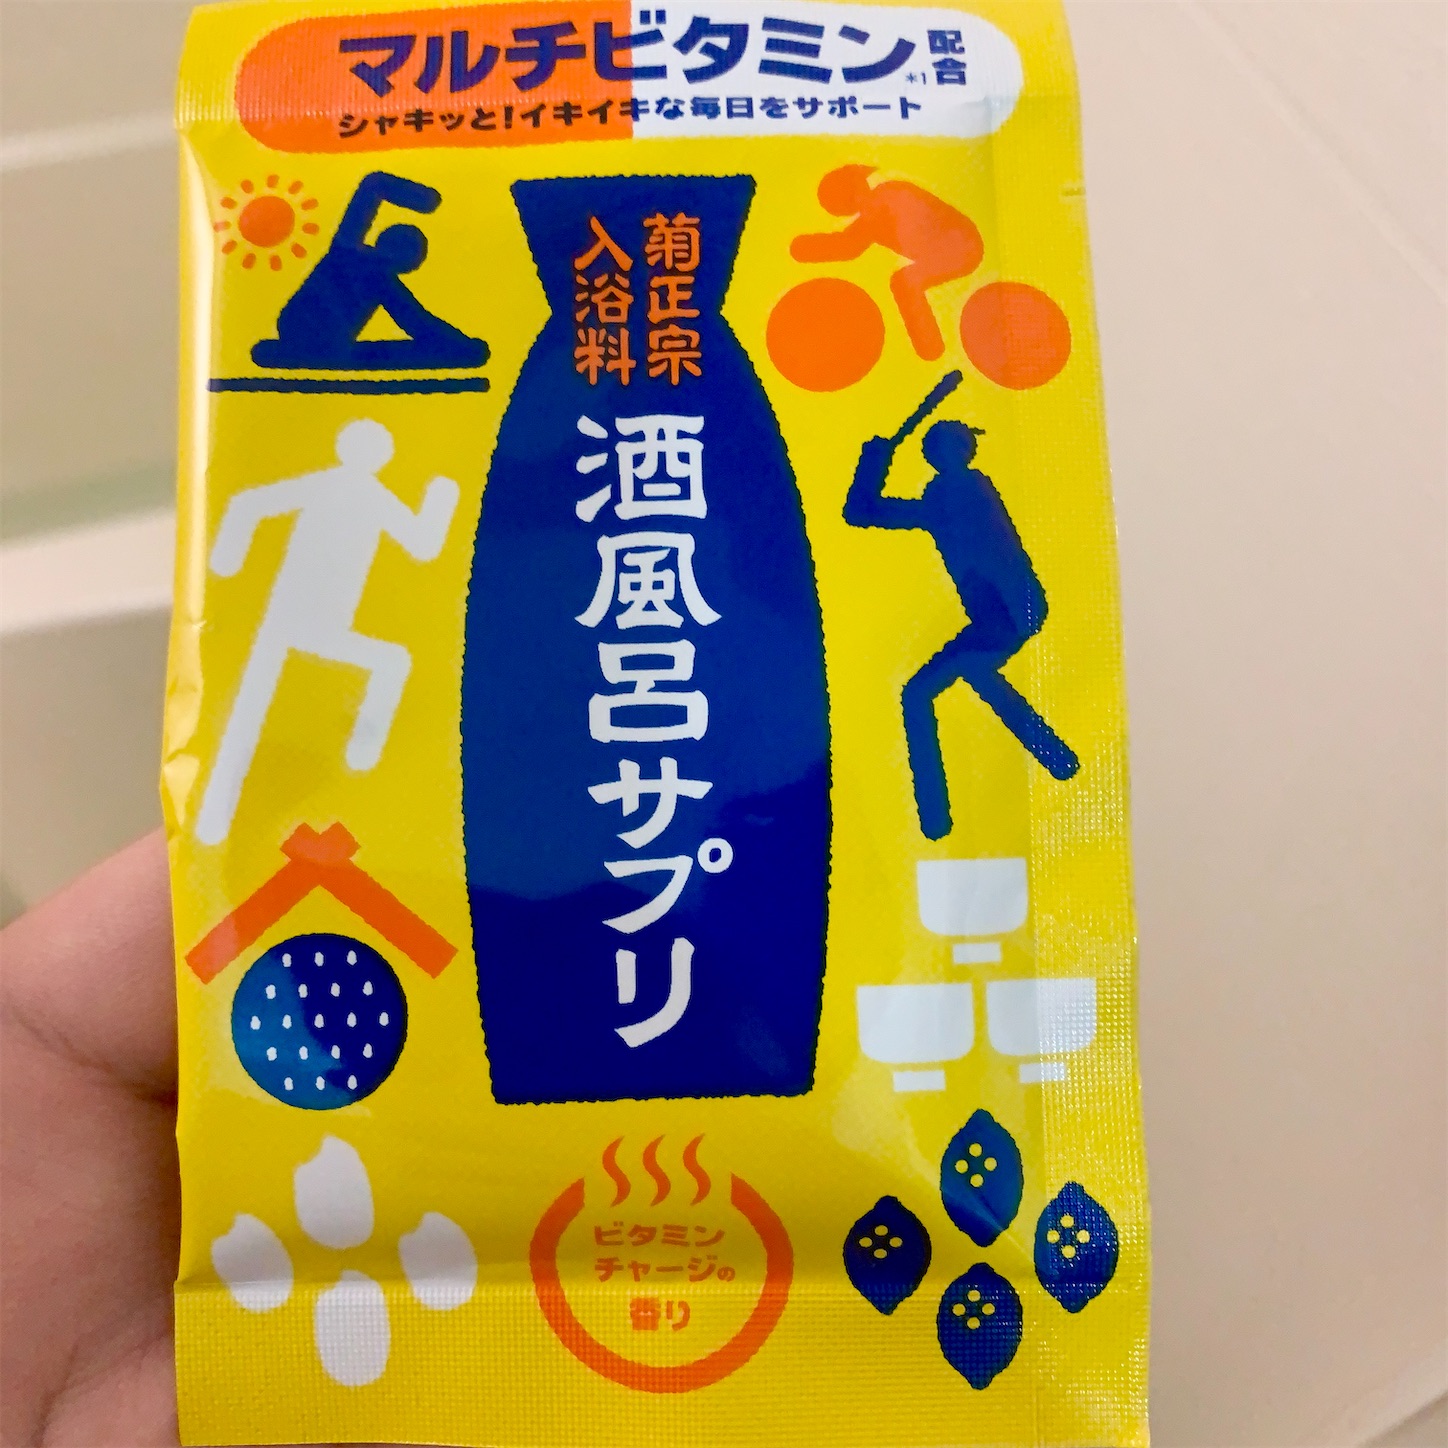 マルチビタミン*1配合
シャキッと!イキイキな毎日をサポート
菊正宗
入浴料
酒風呂サプリ
ビタミン
チャージの
香り